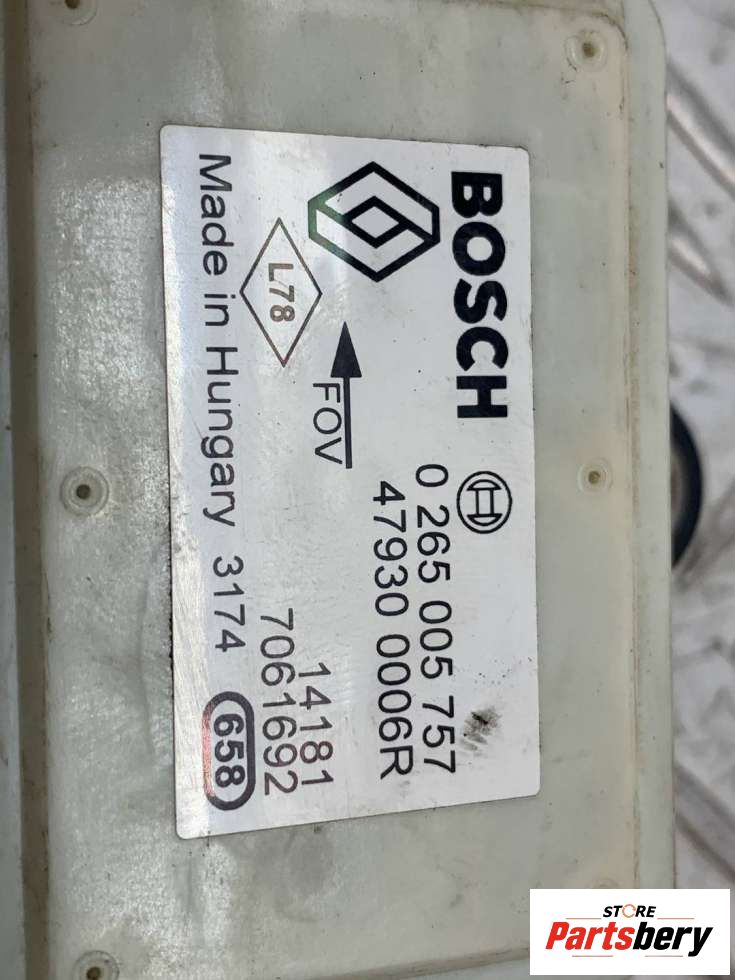 BOSCH
0 265 005 757
47930 0006R
FOV
14181
L78
7061692
Made in Hungary 3174 658
STORE
Partsbery